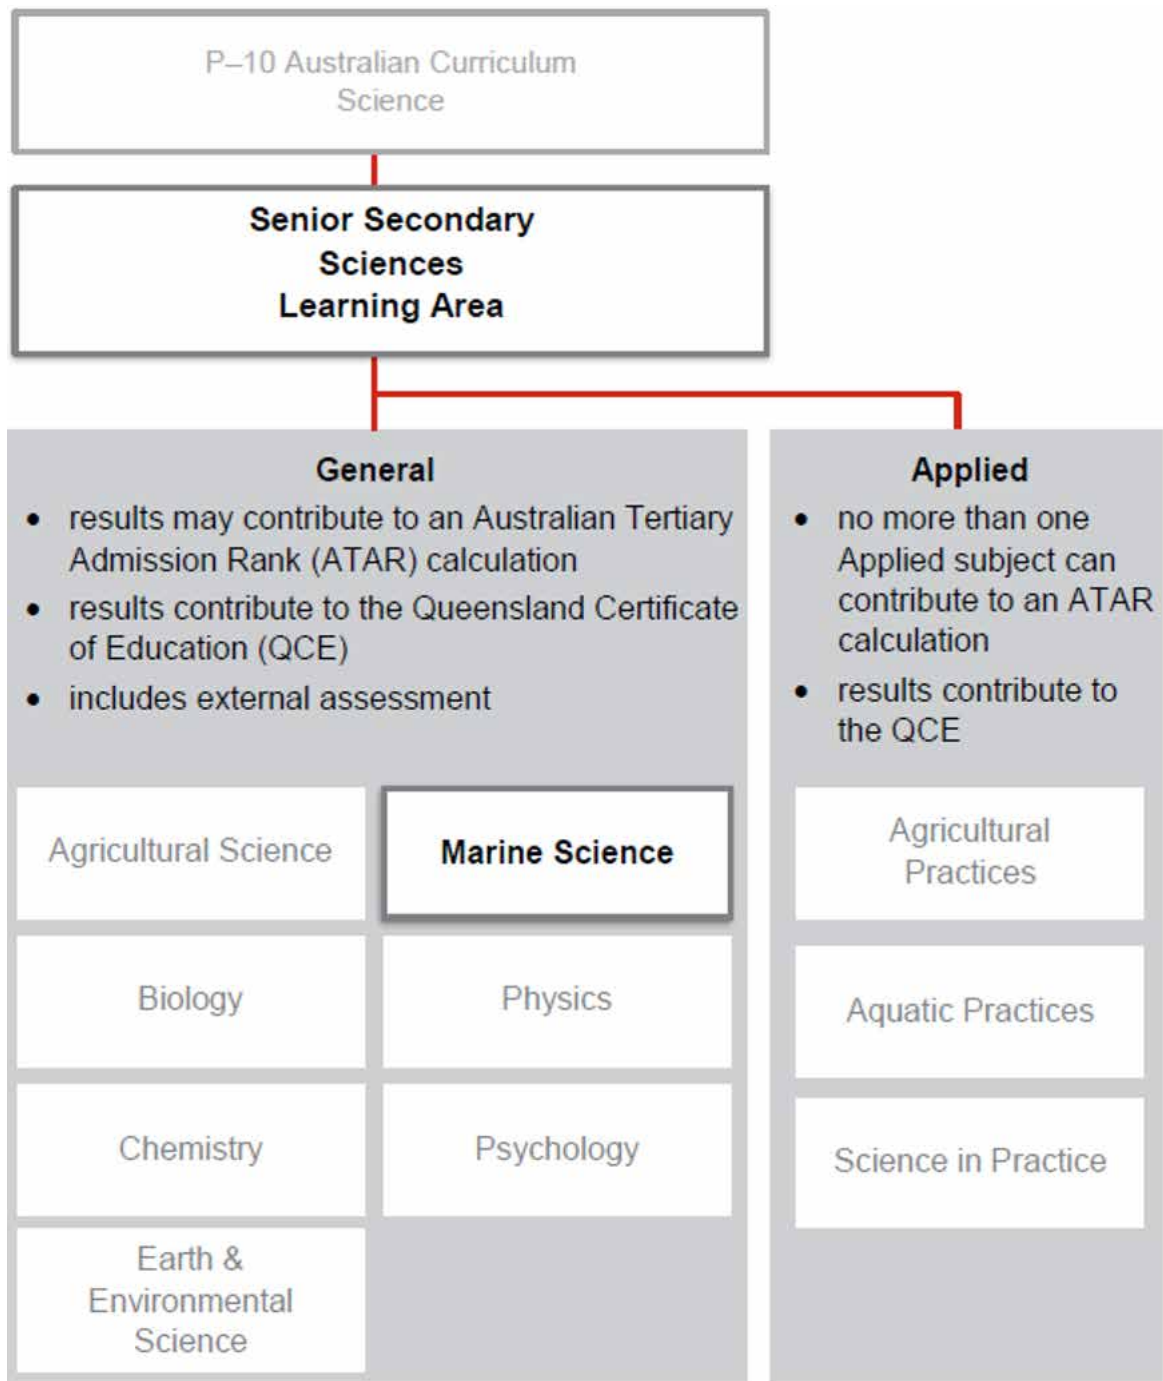 P–10 Australian Curriculum
Science
Senior Secondary
Sciences
Learning Area
General
• results may contribute to an Australian Tertiary
Admission Rank (ATAR) calculation
• results contribute to the Queensland Certificate
of Education (QCE)
• includes external assessment
Agricultural Science
Marine Science
Biology
Physics
Chemistry
Psychology
Earth &
Environmental
Science
Applied
• no more than one
Applied subject can
contribute to an ATAR
calculation
• results contribute to
the QCE
Agricultural
Practices
Aquatic Practices
Science in Practice